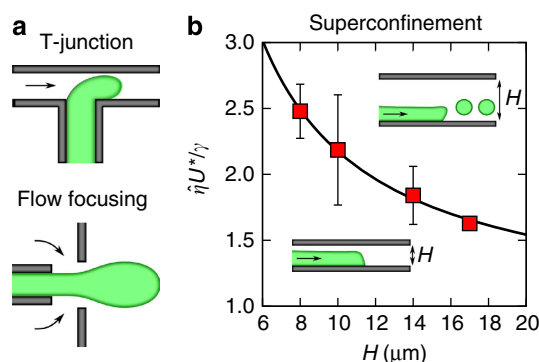 a
T-junction
Flow focusing
b
Superconfinement
3.0
2.5
2.0
1.5
1.0
η̂U*/γ
H
H
6 8 10 12 14 16 18 20
H (μm)